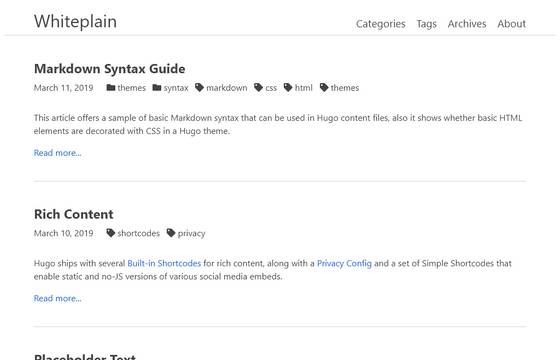 Whiteplain
Categories Tags Archives About
Markdown Syntax Guide
March 11, 2019 themes syntax markdown css html themes
This article offers a sample of basic Markdown syntax that can be used in Hugo content files, also it shows whether basic HTML
elements are decorated with CSS in a Hugo theme.
Read more...
Rich Content
March 10, 2019 shortcodes privacy
Hugo ships with several Built-in Shortcodes for rich content, along with a Privacy Config and a set of Simple Shortcodes that
enable static and no-JS versions of various social media embeds.
Read more...
Placeholder Text